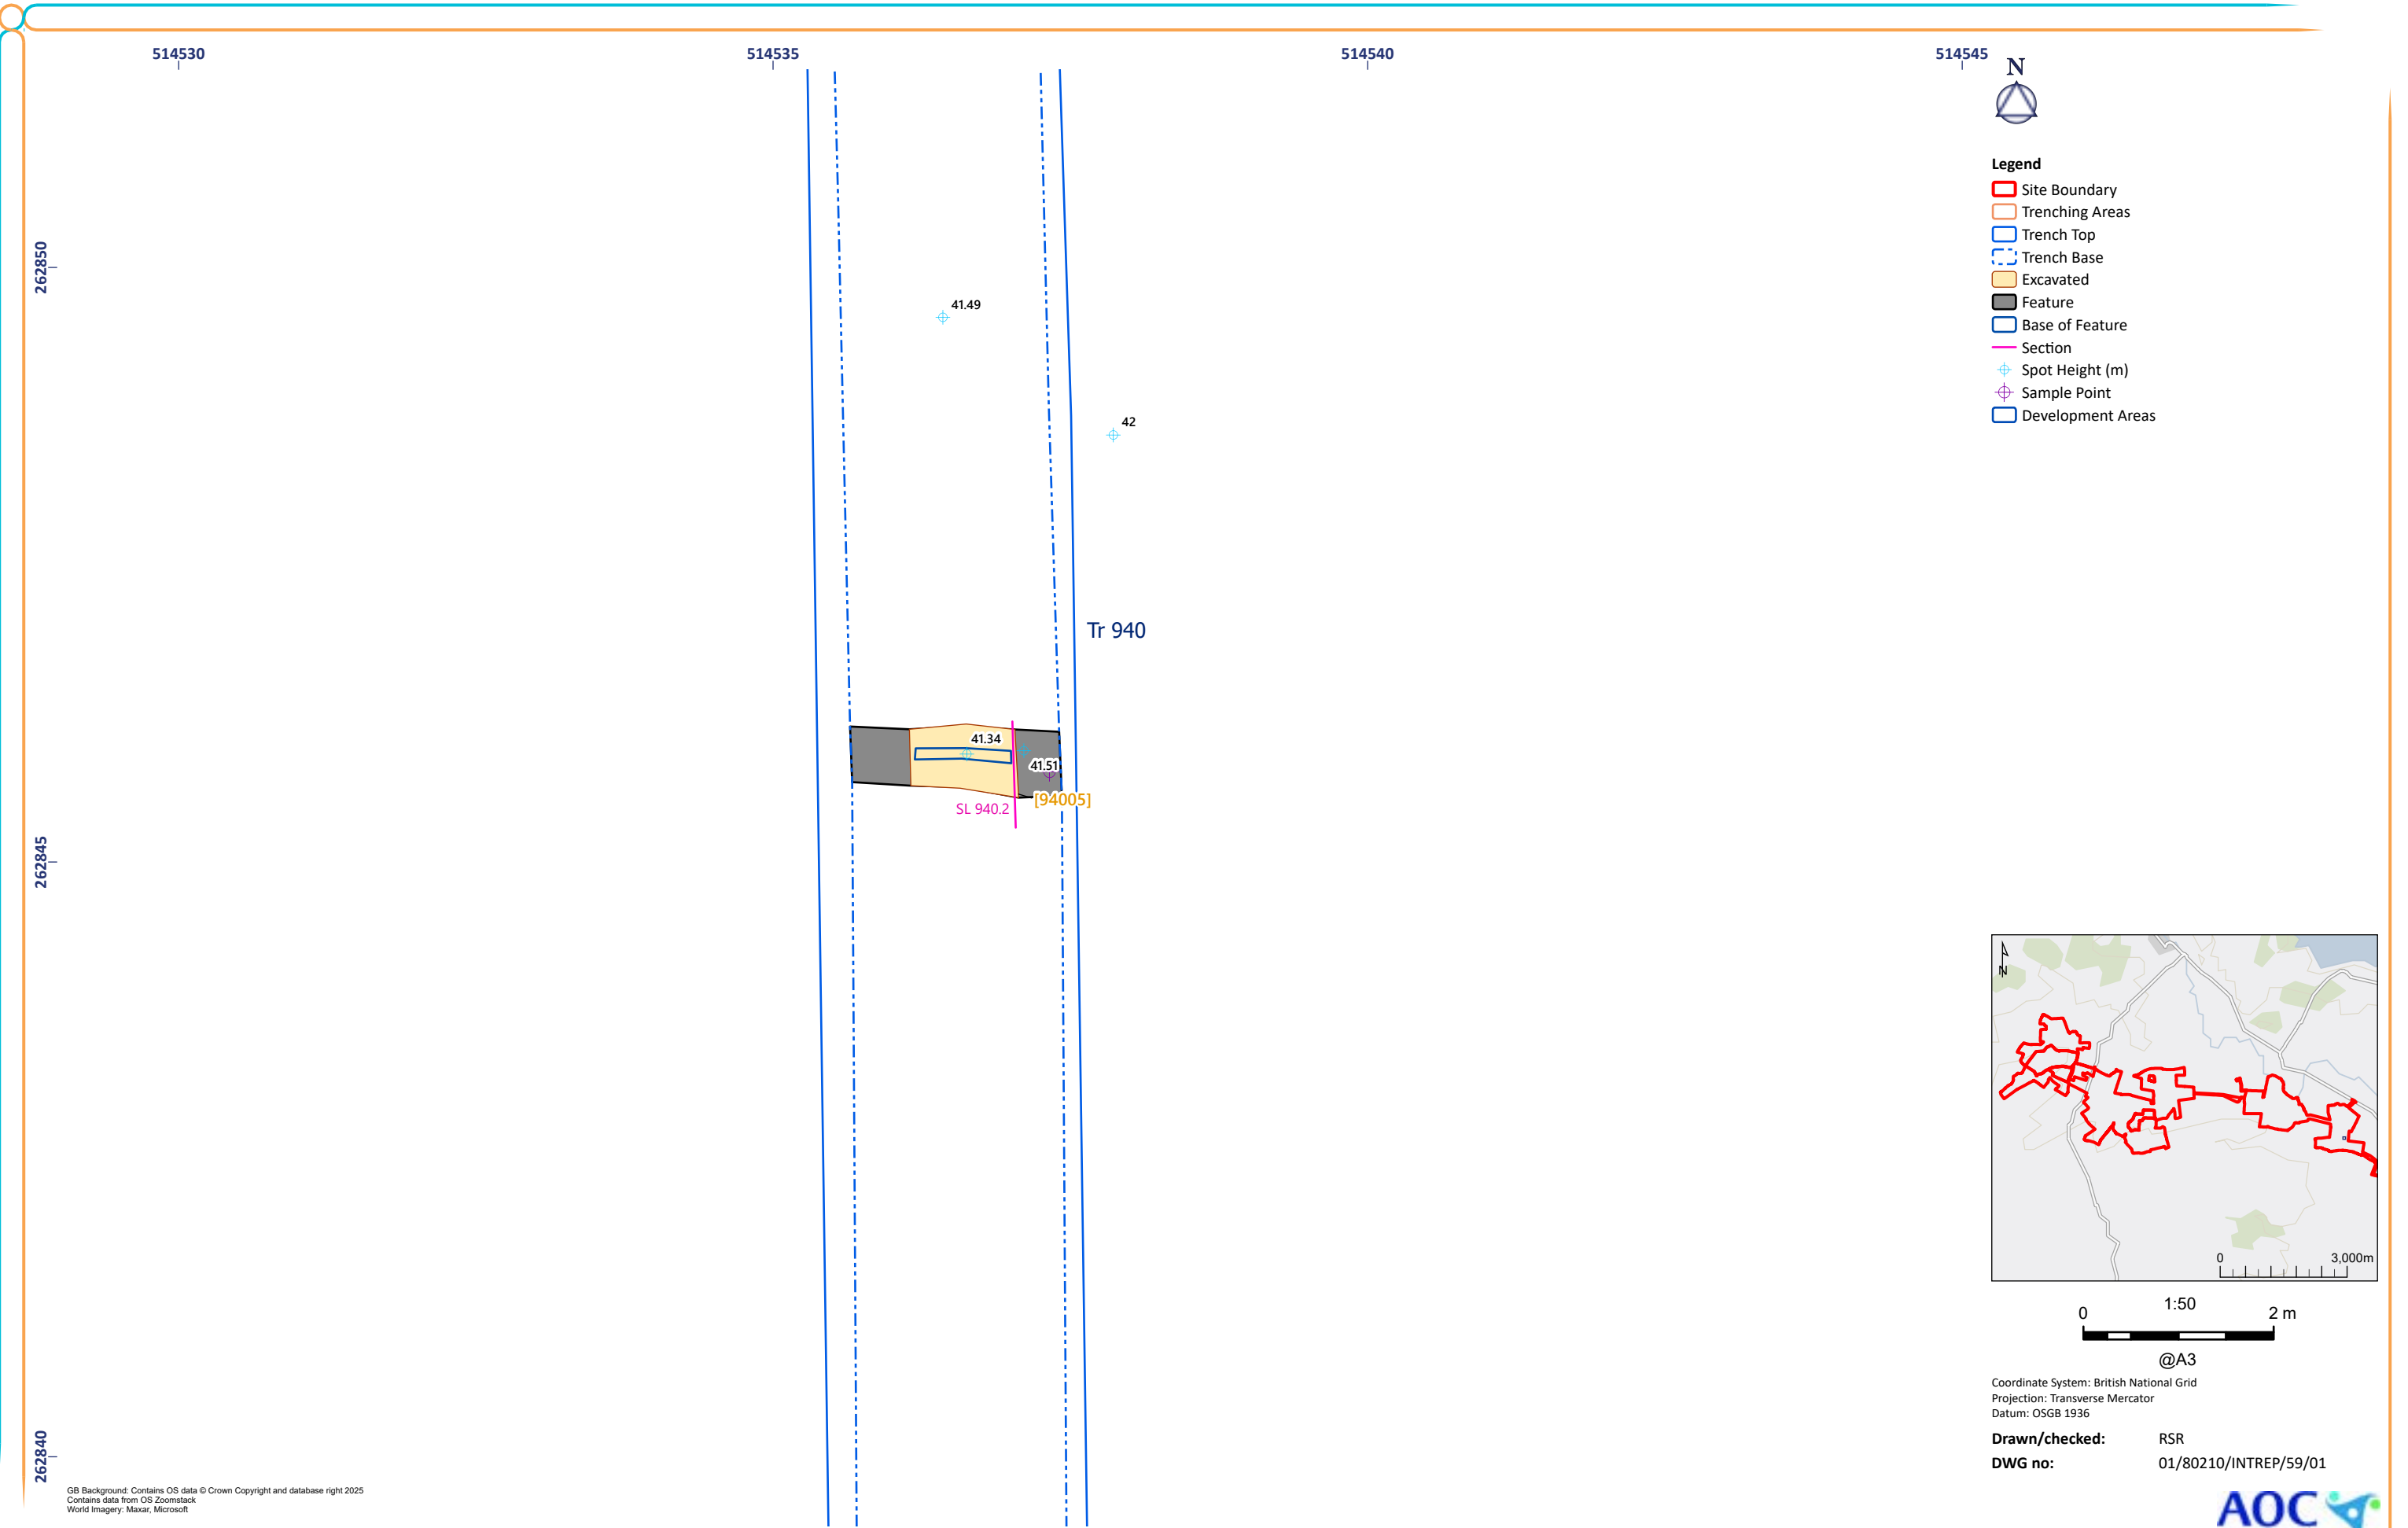 514530
514535
514540
514545
N
Legend
Site Boundary
Trenching Areas
Trench Top
Trench Base
Excavated
Feature
Base of Feature
Section
Spot Height (m)
Sample Point
Development Areas
262850
41.49
42
Tr 940
41.34
41.51
[94005]
SL 940.2
262845
N
0 3,000m
1:50
0 2 m
@A3
Coordinate System: British National Grid
Projection: Transverse Mercator
Datum: OSGB 1936
Drawn/checked: RSR
DWG no: 01/80210/INTREP/59/01
262840
GB Background: Contains OS data © Crown Copyright and database right 2025
Contains data from OS Zoomstack
World Imagery: Maxar, Microsoft
AOC